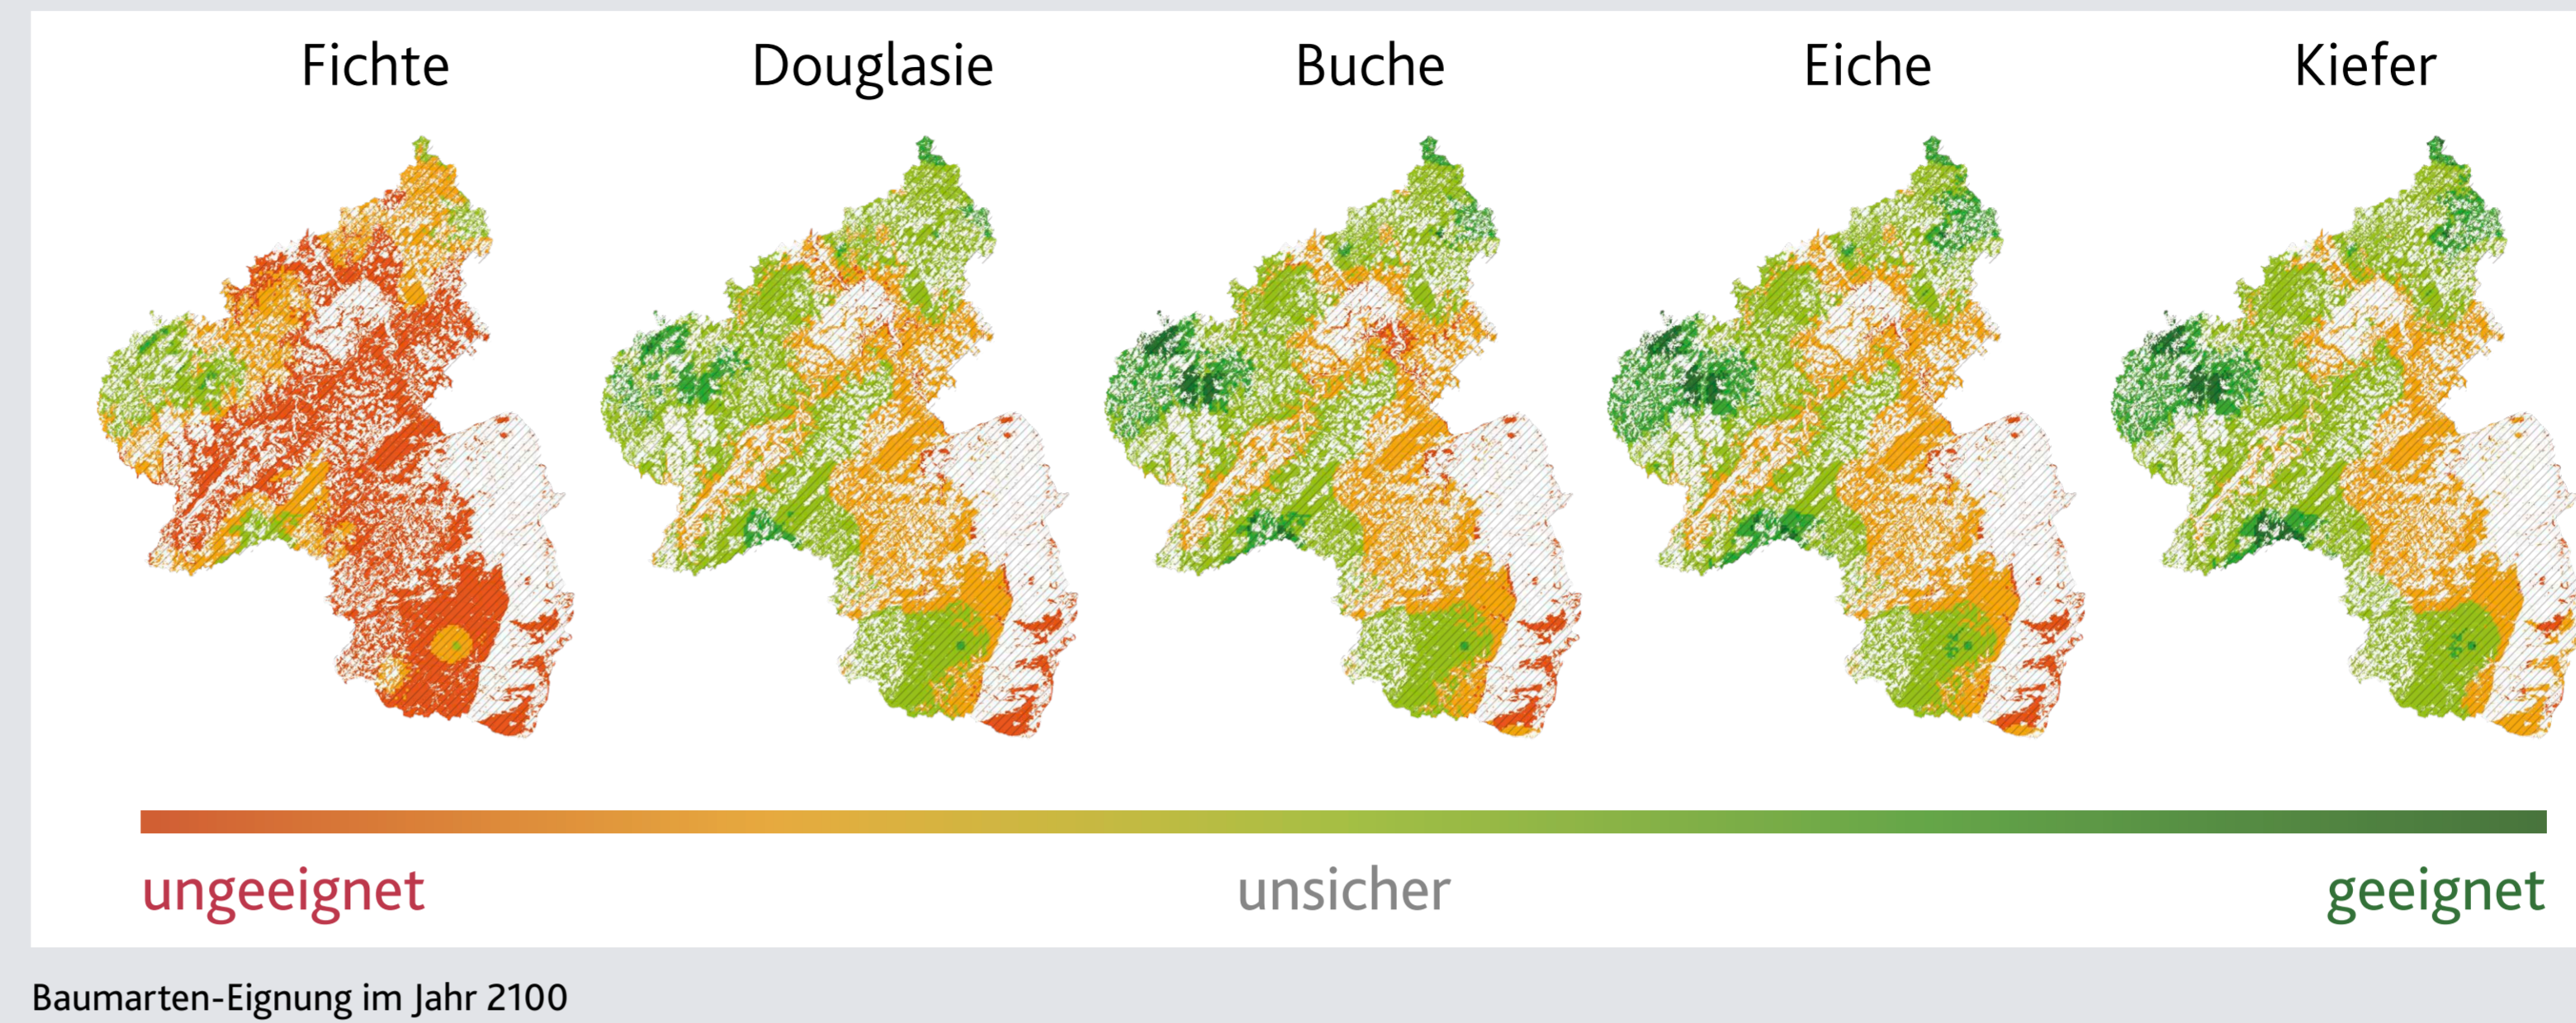 Fichte Douglasie Buche Eiche Kiefer
ungeeignet unsicher geeignet
Baumarten-Eignung im Jahr 2100